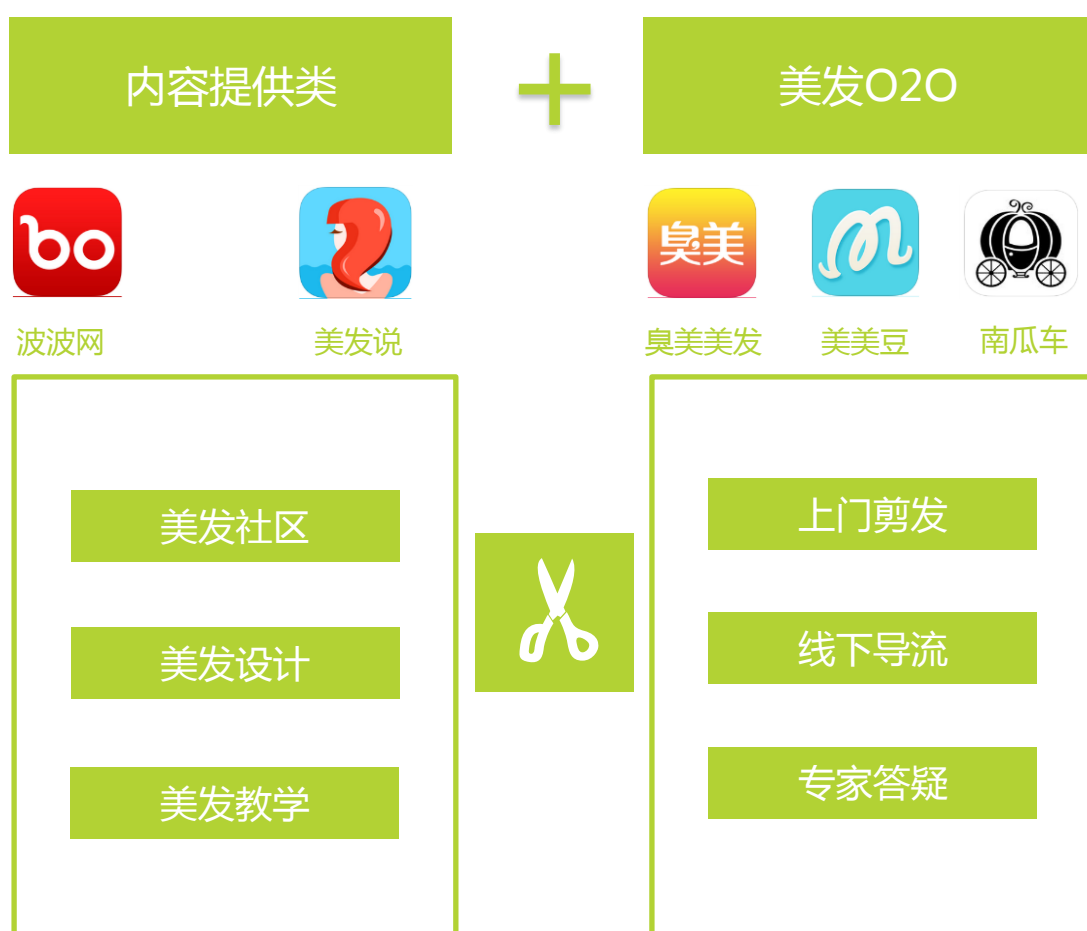 内容提供类
美发O2O
bo
臭美
波波网
美发说
臭美美发
美美豆
南瓜车
美发社区
美发设计
美发教学
上门剪发
线下导流
专家答疑